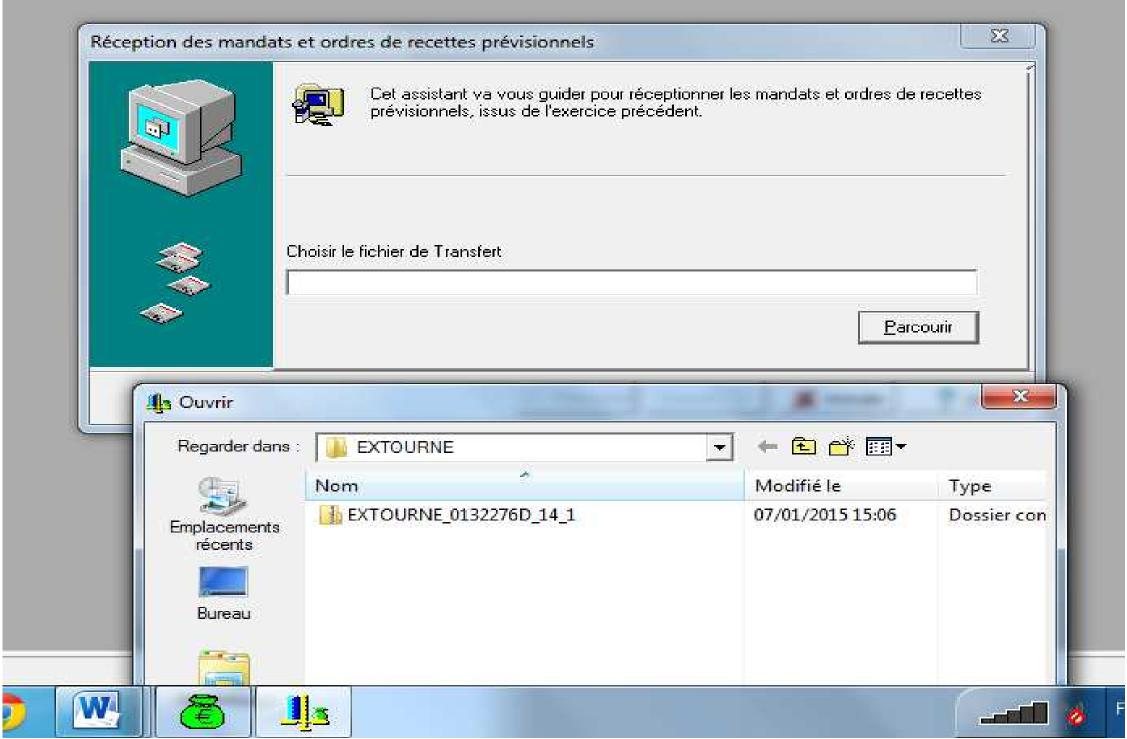 Réception des mandats et ordres de recettes prévisionnels
Cet assistant va vous guider pour réceptionner les mandats et ordres de recettes
prévisionnels, issus de l'exercice précédent.
Choisir le fichier de Transfert
Parcourir
Ouvrir
Regarder dans :
EXTOURNE
Nom
Modifié le
Type
EXTOURNE_0132276D_14_1
07/01/2015 15:06
Dossier con
Emplacements
récents
Bureau
W
€
F